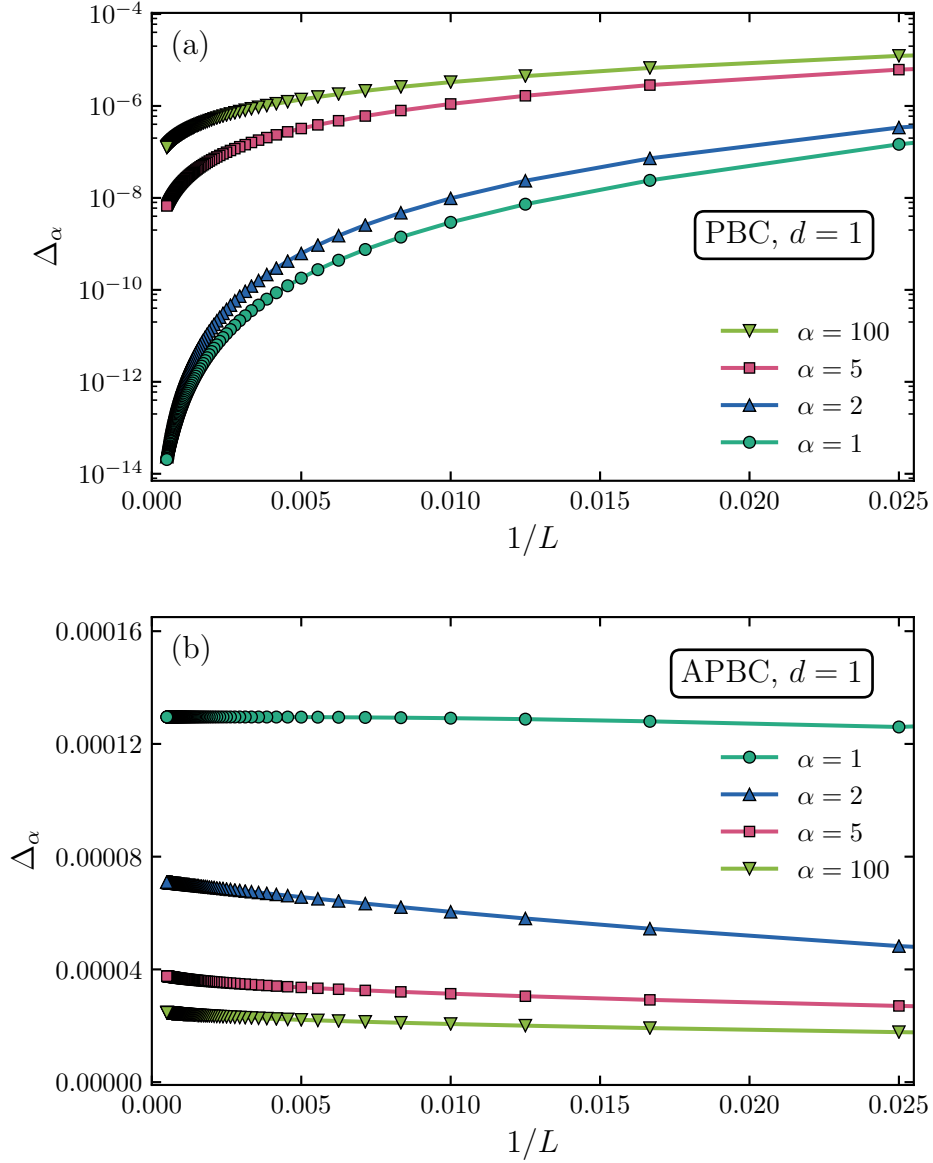 (a)
10⁻⁴
10⁻⁶
10⁻⁸
10⁻¹⁰
10⁻¹²
10⁻¹⁴
Δ_α
PBC, d = 1
α = 100
α = 5
α = 2
α = 1
0.000 0.005 0.010 0.015 0.020 0.025
1/L
(b)
0.00016
0.00012
0.00008
0.00004
0.00000
Δ_α
APBC, d = 1
α = 1
α = 2
α = 5
α = 100
0.000 0.005 0.010 0.015 0.020 0.025
1/L